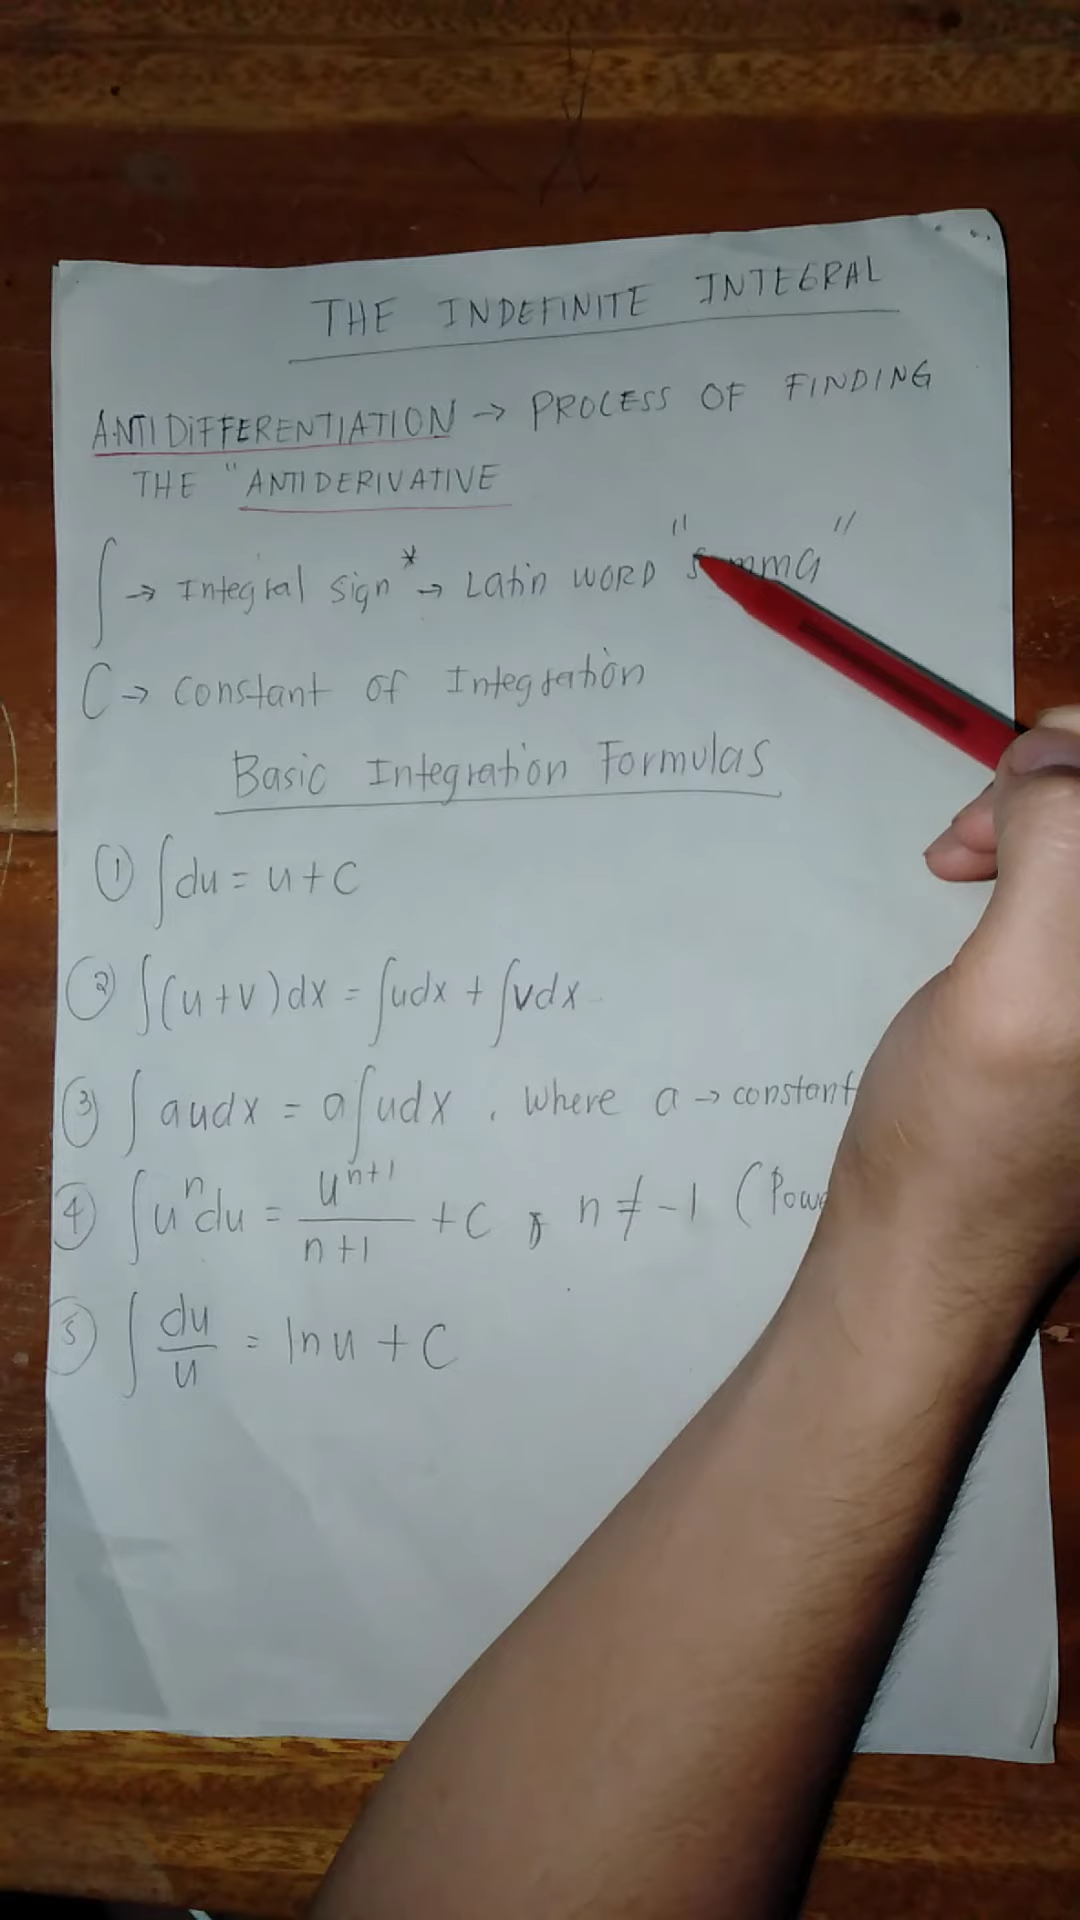 THE INDEFINITE INTEGRAL
ANTIDIFFERENTIATION → PROCESS OF FINDING
THE "ANTIDERIVATIVE
∫ → Integral sign* → Latin WORD
C → constant of Integration
Basic Integration Formulas
① ∫du = u + C
② ∫(u+v)dx = ∫udx + ∫vdx
③ ∫audx = a∫udx , where a → constant
④ ∫uⁿdu = uⁿ⁺¹/n+1 + C , n ≠ -1
⑤ ∫du/u = ln u + C